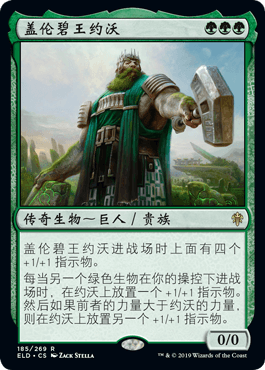 盖伦碧王约沃
传奇生物～巨人／贵族
盖伦碧王约沃进战场时上面有四个
+1/+1 指示物。
每当另一个绿色生物在你的操控下进战
场时，在约沃上放置一个 +1/+1 指示物。
然后如果前者的力量大于约沃的力量，
则在约沃上放置另一个 +1/+1 指示物。
185/269 R
ELD • CS ZACK STELLA
™ & © 2019 Wizards of the Coast
0/0